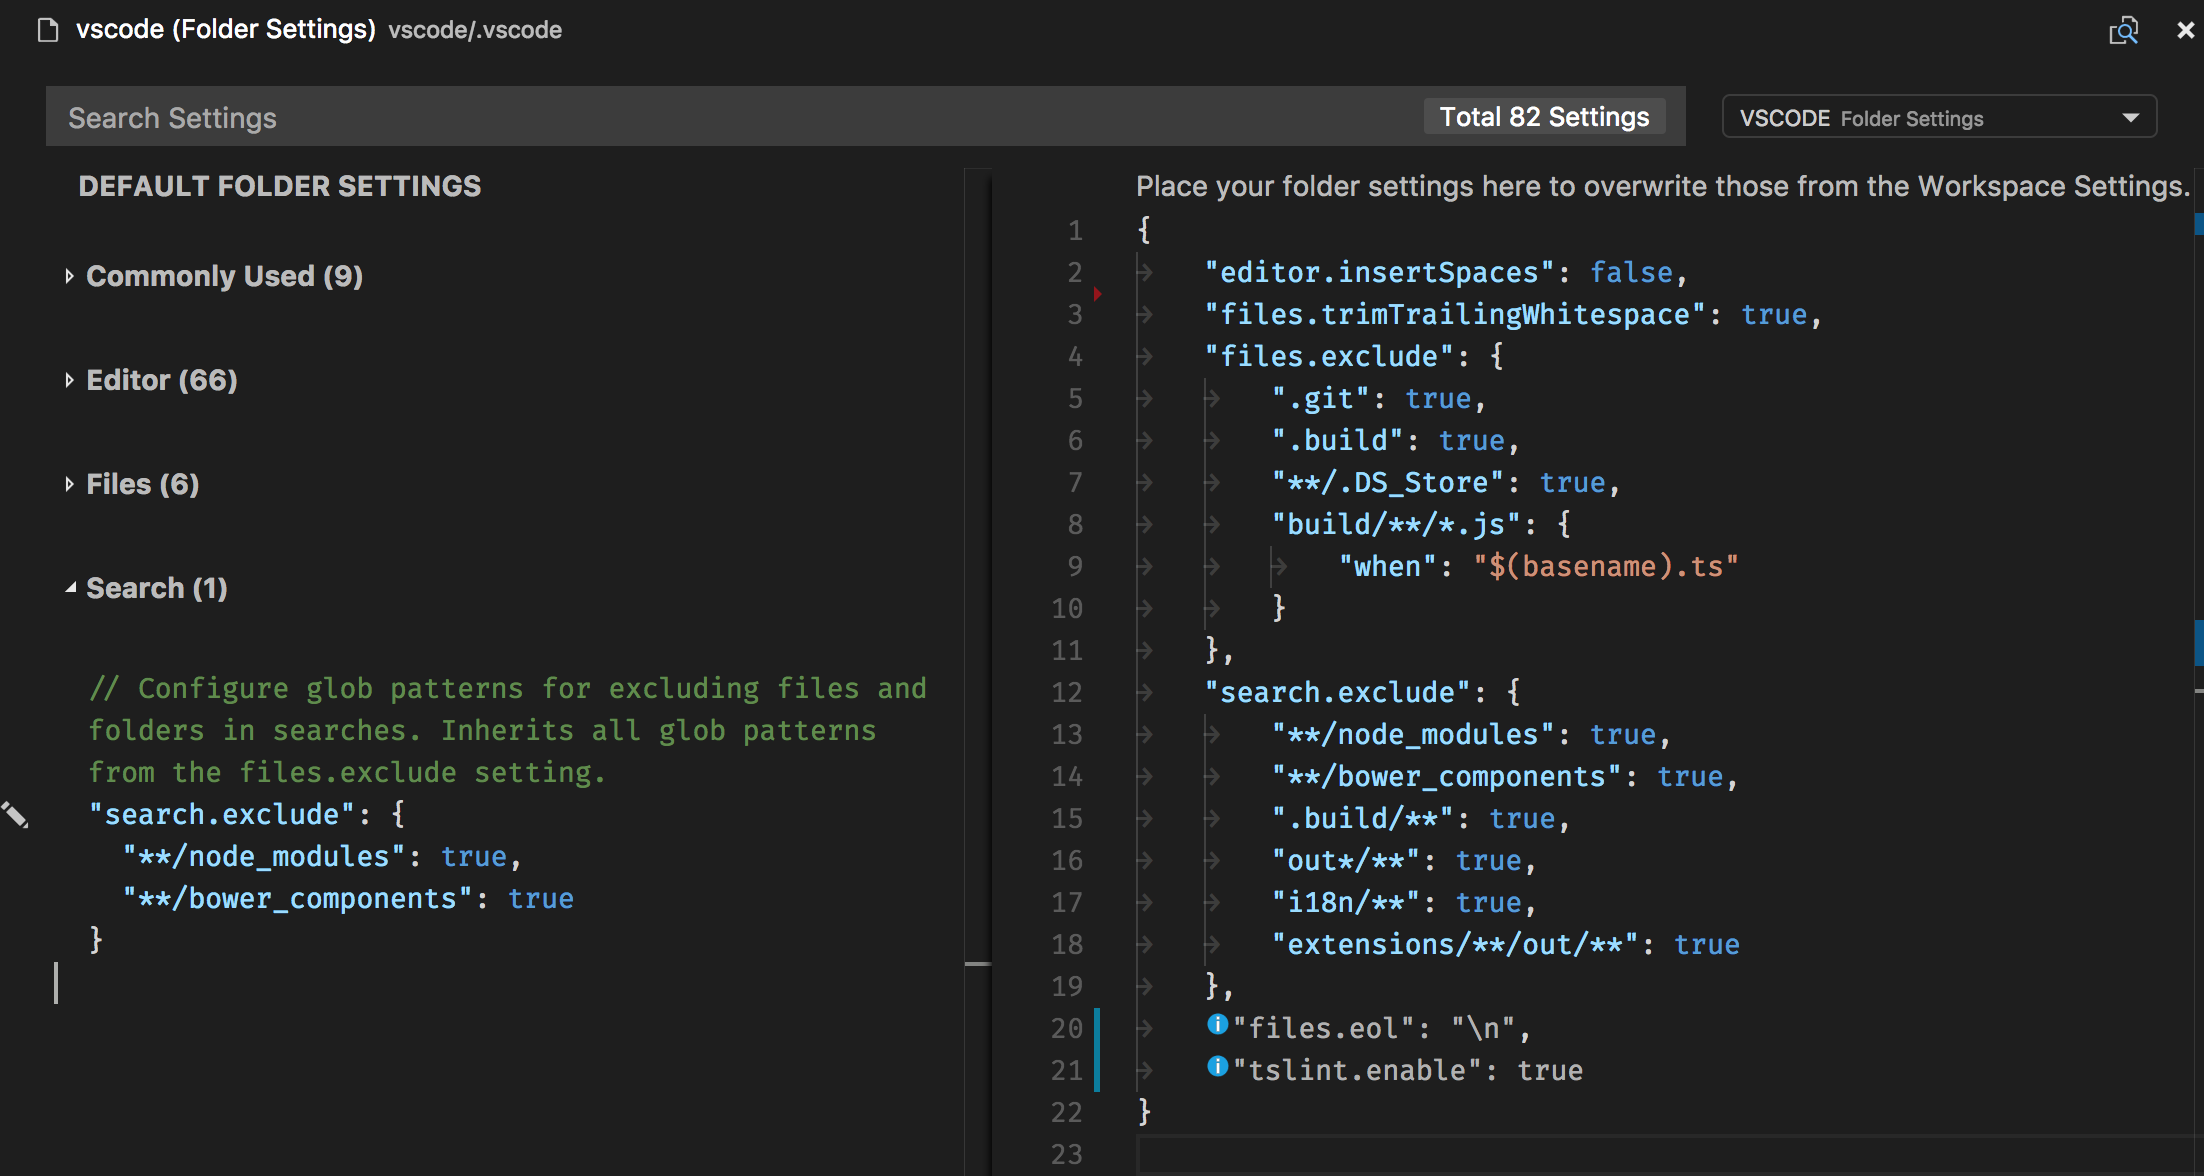 vscode (Folder Settings) vscode/.vscode
Search Settings
Total 82 Settings
VSCODE Folder Settings
DEFAULT FOLDER SETTINGS
Commonly Used (9)
Editor (66)
Files (6)
Search (1)
// Configure glob patterns for excluding files and
folders in searches. Inherits all glob patterns
from the files.exclude setting.
"search.exclude": {
"**/node_modules": true,
"**/bower_components": true
}
Place your folder settings here to overwrite those from the Workspace Settings.
1 {
2 "editor.insertSpaces": false,
3 "files.trimTrailingWhitespace": true,
4 "files.exclude": {
5 ".git": true,
6 ".build": true,
7 "**/.DS_Store": true,
8 "build/**/*.js": {
9 "when": "$(basename).ts"
10 }
11 },
12 "search.exclude": {
13 "**/node_modules": true,
14 "**/bower_components": true,
15 ".build/**": true,
16 "out*/**": true,
17 "i18n/**": true,
18 "extensions/**/out/**": true
19 },
20 "files.eol": "\n",
21 "tslint.enable": true
22 }
23